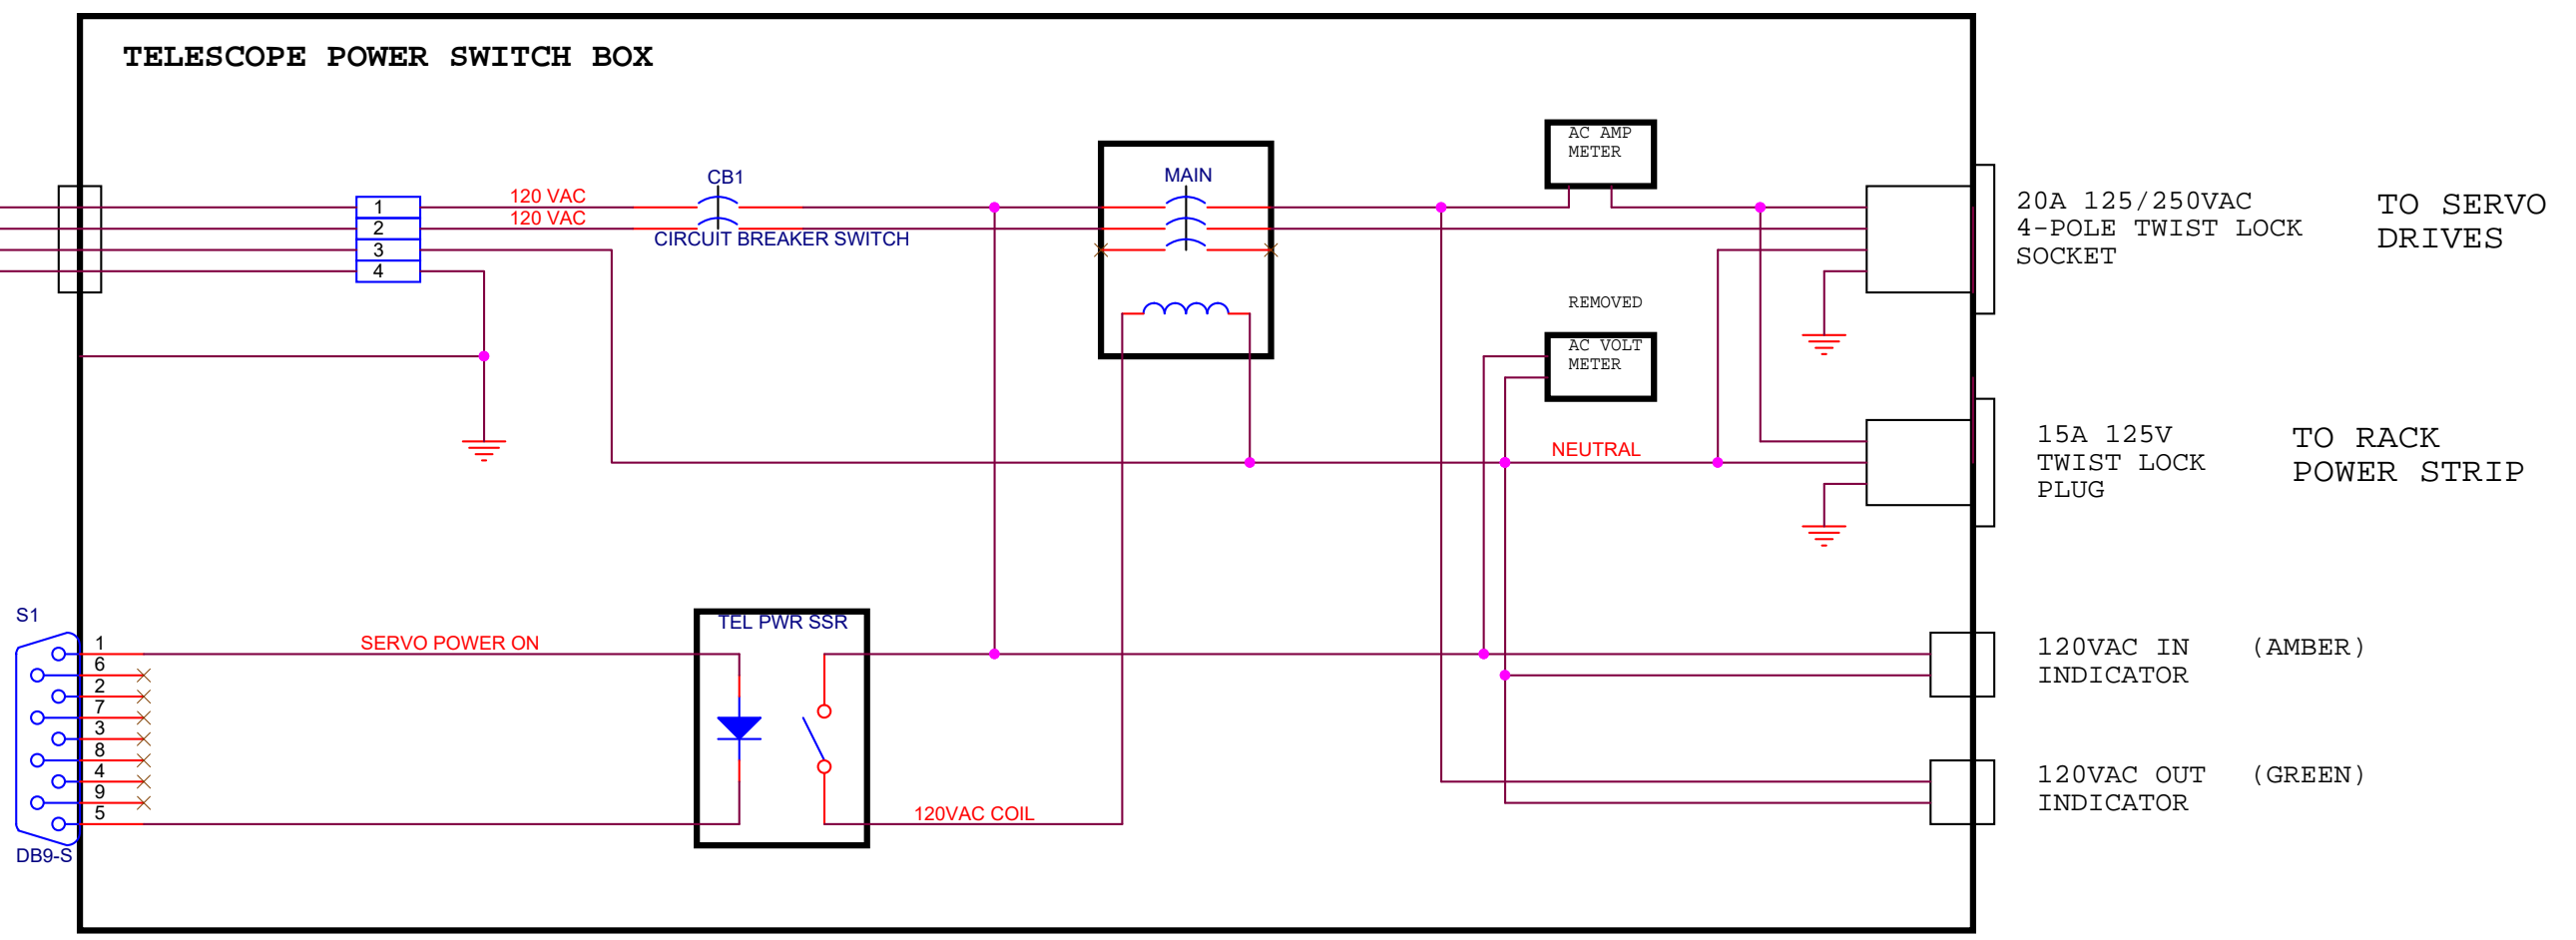 TELESCOPE POWER SWITCH BOX
AC AMP
METER
CB1
MAIN
120 VAC
120 VAC
CIRCUIT BREAKER SWITCH
1
2
3
4
20A 125/250VAC
4-POLE TWIST LOCK
SOCKET
TO SERVO
DRIVES
REMOVED
AC VOLT
METER
NEUTRAL
15A 125V
TWIST LOCK
PLUG
TO RACK
POWER STRIP
S1
1
6
2
7
3
8
4
9
5
DB9-S
SERVO POWER ON
TEL PWR SSR
120VAC COIL
120VAC IN (AMBER)
INDICATOR
120VAC OUT (GREEN)
INDICATOR